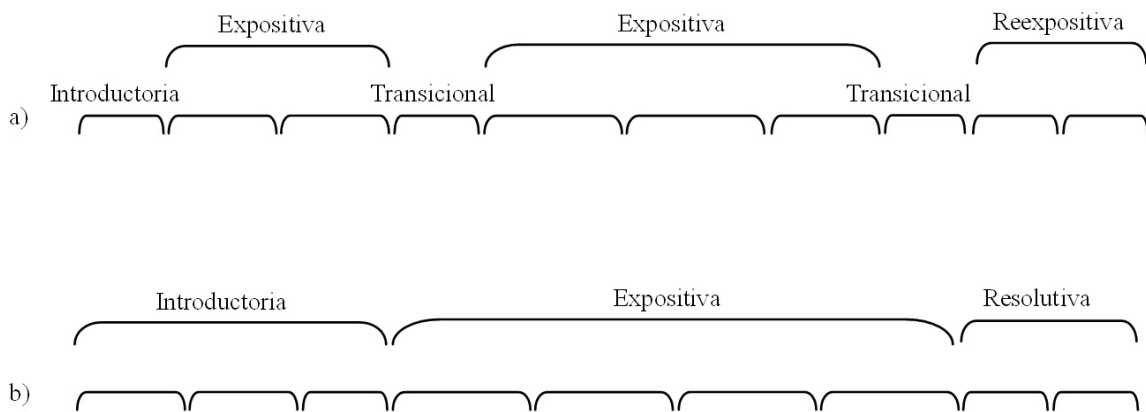 Expositiva Expositiva Reexpositiva
Introductoria Transicional Transicional
a)
Introductoria Expositiva Resolutiva
b)